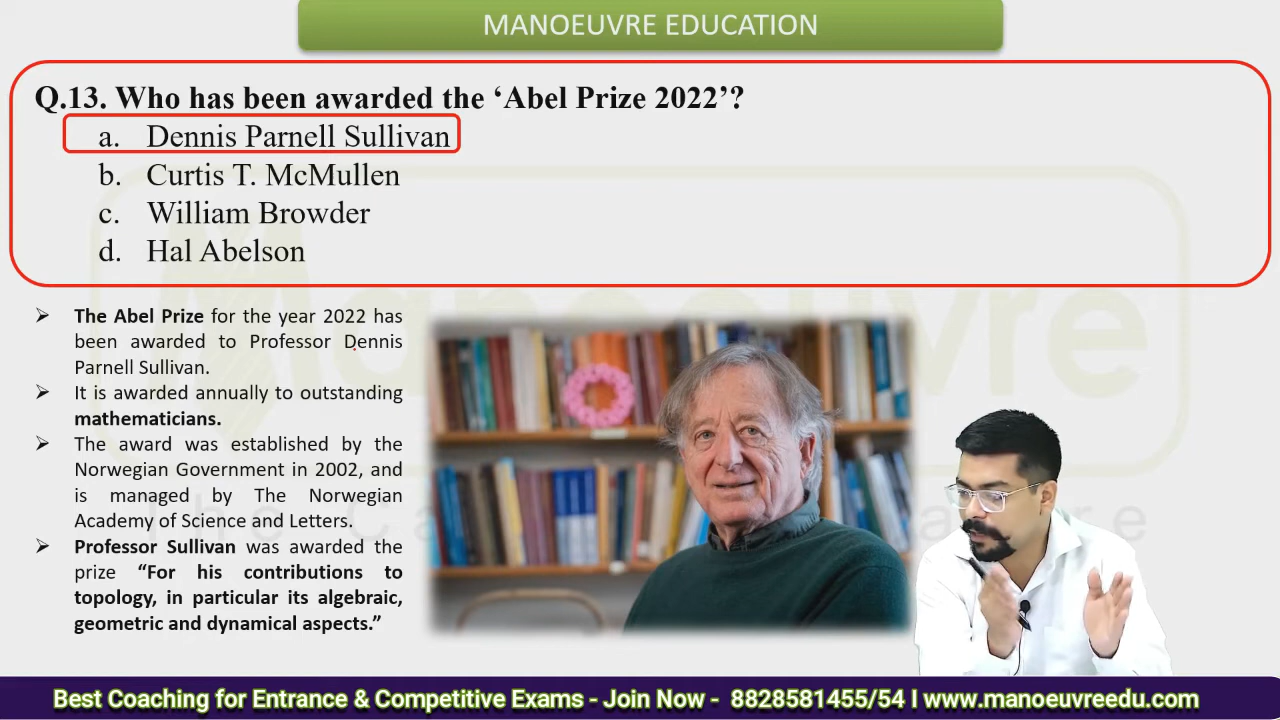 MANOEUVRE EDUCATION
Q.13. Who has been awarded the ‘Abel Prize 2022’?
a. Dennis Parnell Sullivan
b. Curtis T. McMullen
c. William Browder
d. Hal Abelson
➢ The Abel Prize for the year 2022 has
been awarded to Professor Dennis
Parnell Sullivan.
➢ It is awarded annually to outstanding
mathematicians.
➢ The award was established by the
Norwegian Government in 2002, and
is managed by The Norwegian
Academy of Science and Letters.
➢ Professor Sullivan was awarded the
prize “For his contributions to
topology, in particular its algebraic,
geometric and dynamical aspects.”
Manoeuvre
Best Coaching for Entrance & Competitive Exams - Join Now - 8828581455/54 I www.manoeuvreedu.com